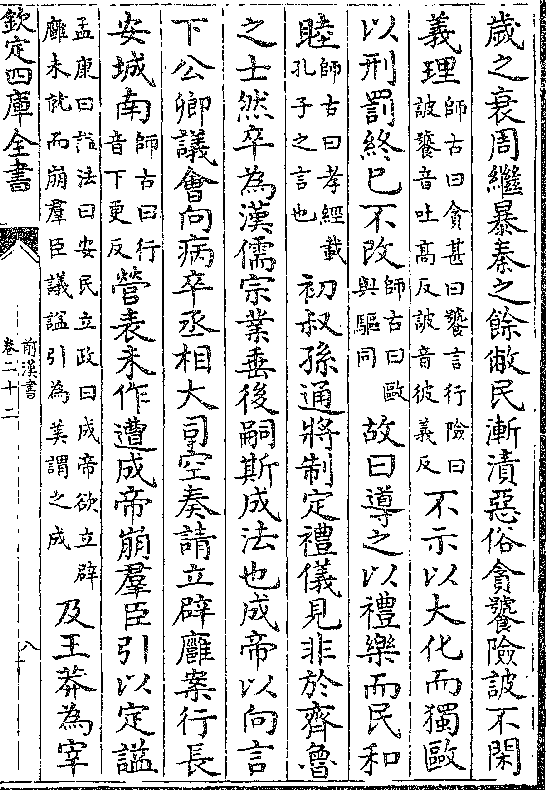 歲之衰周繼暴秦之餘敝民漸漬惡俗貪饕險詖不閑
義理師古曰貪甚曰饕言行險曰詖饕音吐高反詖音彼義反不示以大化而獨歐
以刑罰終已不改師古曰歐與驅同故曰導之以禮樂而民和
睦師古曰孝經載孔子之言也初叔孫通將制定禮儀見非於齊魯
之士然卒為漢儒宗業垂後嗣斯成法也成帝以向言
下公卿議會向病卒丞相大司空奏請立辟廱案行長
安城南師古曰行音下更反營表未作遭成帝崩羣臣引以定謚
孟康曰謚法曰安民立政曰成帝欲立辟廱未就而崩羣臣議謚引為美謂之成及王莽為宰
欽定四庫全書
前漢書
卷二十二
八